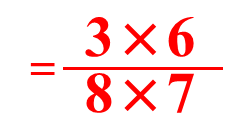 3 × 6
=
8 × 7